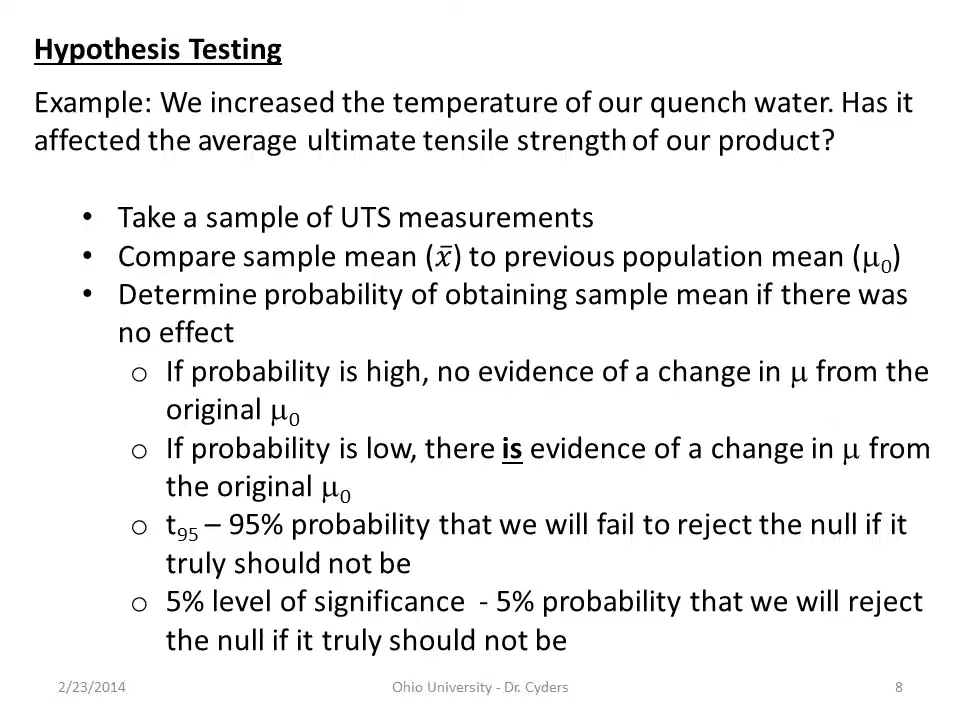 Hypothesis Testing
Example: We increased the temperature of our quench water. Has it
affected the average ultimate tensile strength of our product?
• Take a sample of UTS measurements
• Compare sample mean (x̄) to previous population mean (μ₀)
• Determine probability of obtaining sample mean if there was
no effect
o If probability is high, no evidence of a change in μ from the
original μ₀
o If probability is low, there is evidence of a change in μ from
the original μ₀
o t₉₅ – 95% probability that we will fail to reject the null if it
truly should not be
o 5% level of significance - 5% probability that we will reject
the null if it truly should not be
2/23/2014 Ohio University - Dr. Cyders 8